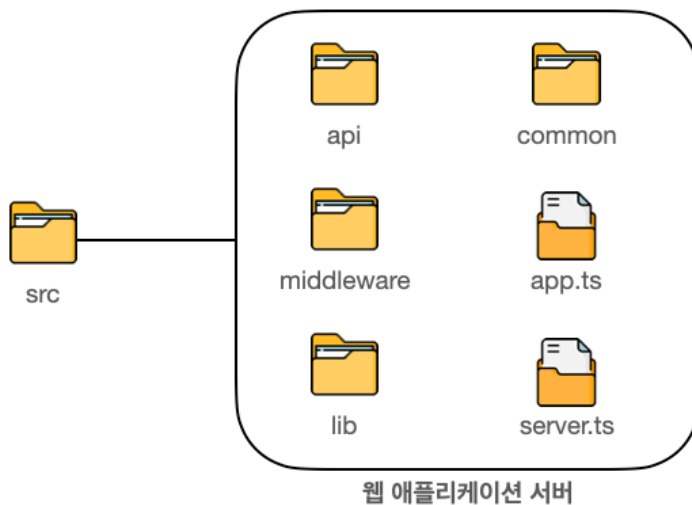 api
common
src
middleware
app.ts
lib
server.ts
웹 애플리케이션 서버